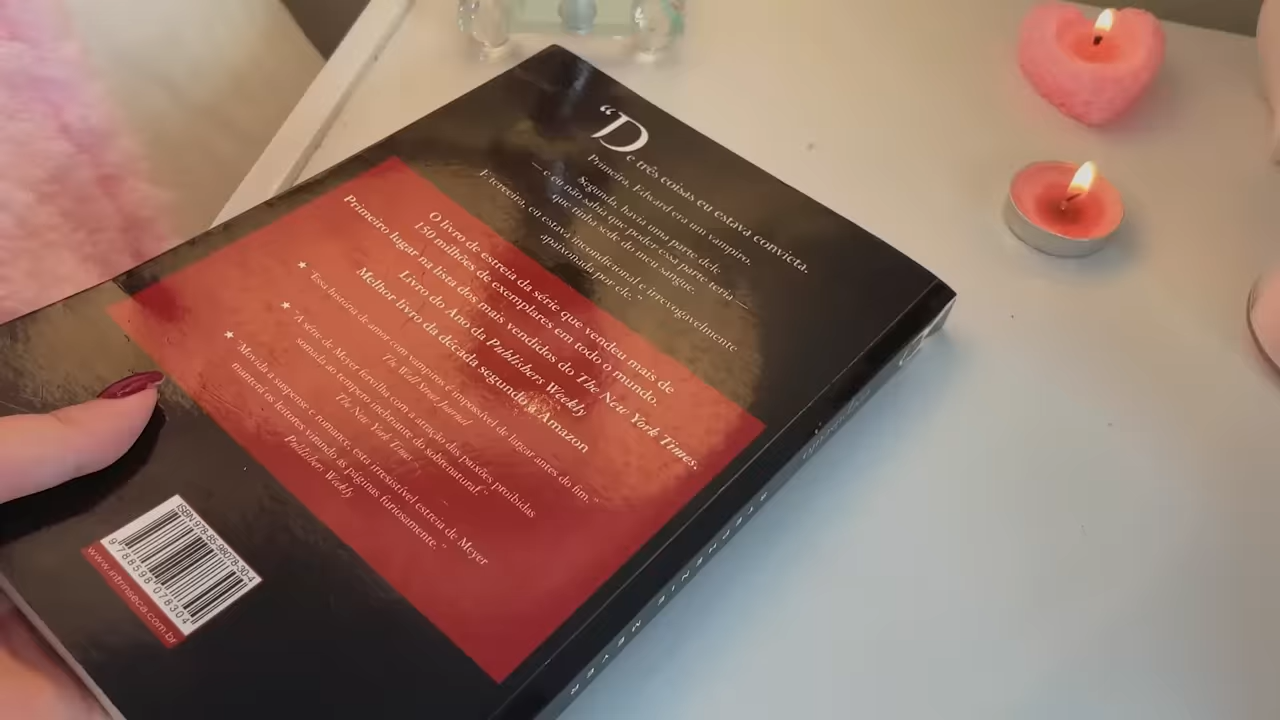 “De três coisas eu estava convicta.
Primeira, Edward era um vampiro.
Segunda, havia uma parte dele
— e eu não sabia que poder essa parte teria —
que tinha sede do meu sangue.
E terceira, eu estava incondicional e irrevogavelmente
apaixonada por ele.”
O livro de estreia da série que vendeu mais de
150 milhões de exemplares em todo o mundo.
Primeiro lugar na lista dos mais vendidos do The New York Times.
Livro do Ano da Publishers Weekly
Melhor livro da década segundo a Amazon
★ “Essa história de amor com vampiros é impossível de largar antes do fim.”
The Wall Street Journal
★ “A série de Meyer fervilha com a atração das paixões proibidas
somada ao tempero inebriante do sobrenatural.”
The New York Times
★ “Movida a suspense e romance, esta irresistível estreia de Meyer
manterá os leitores virando as páginas furiosamente.”
Publishers Weekly
ISBN 978-85-98078-30-4
9 788598 078304
www.intrinseca.com.br
STEPHENIE MEYER